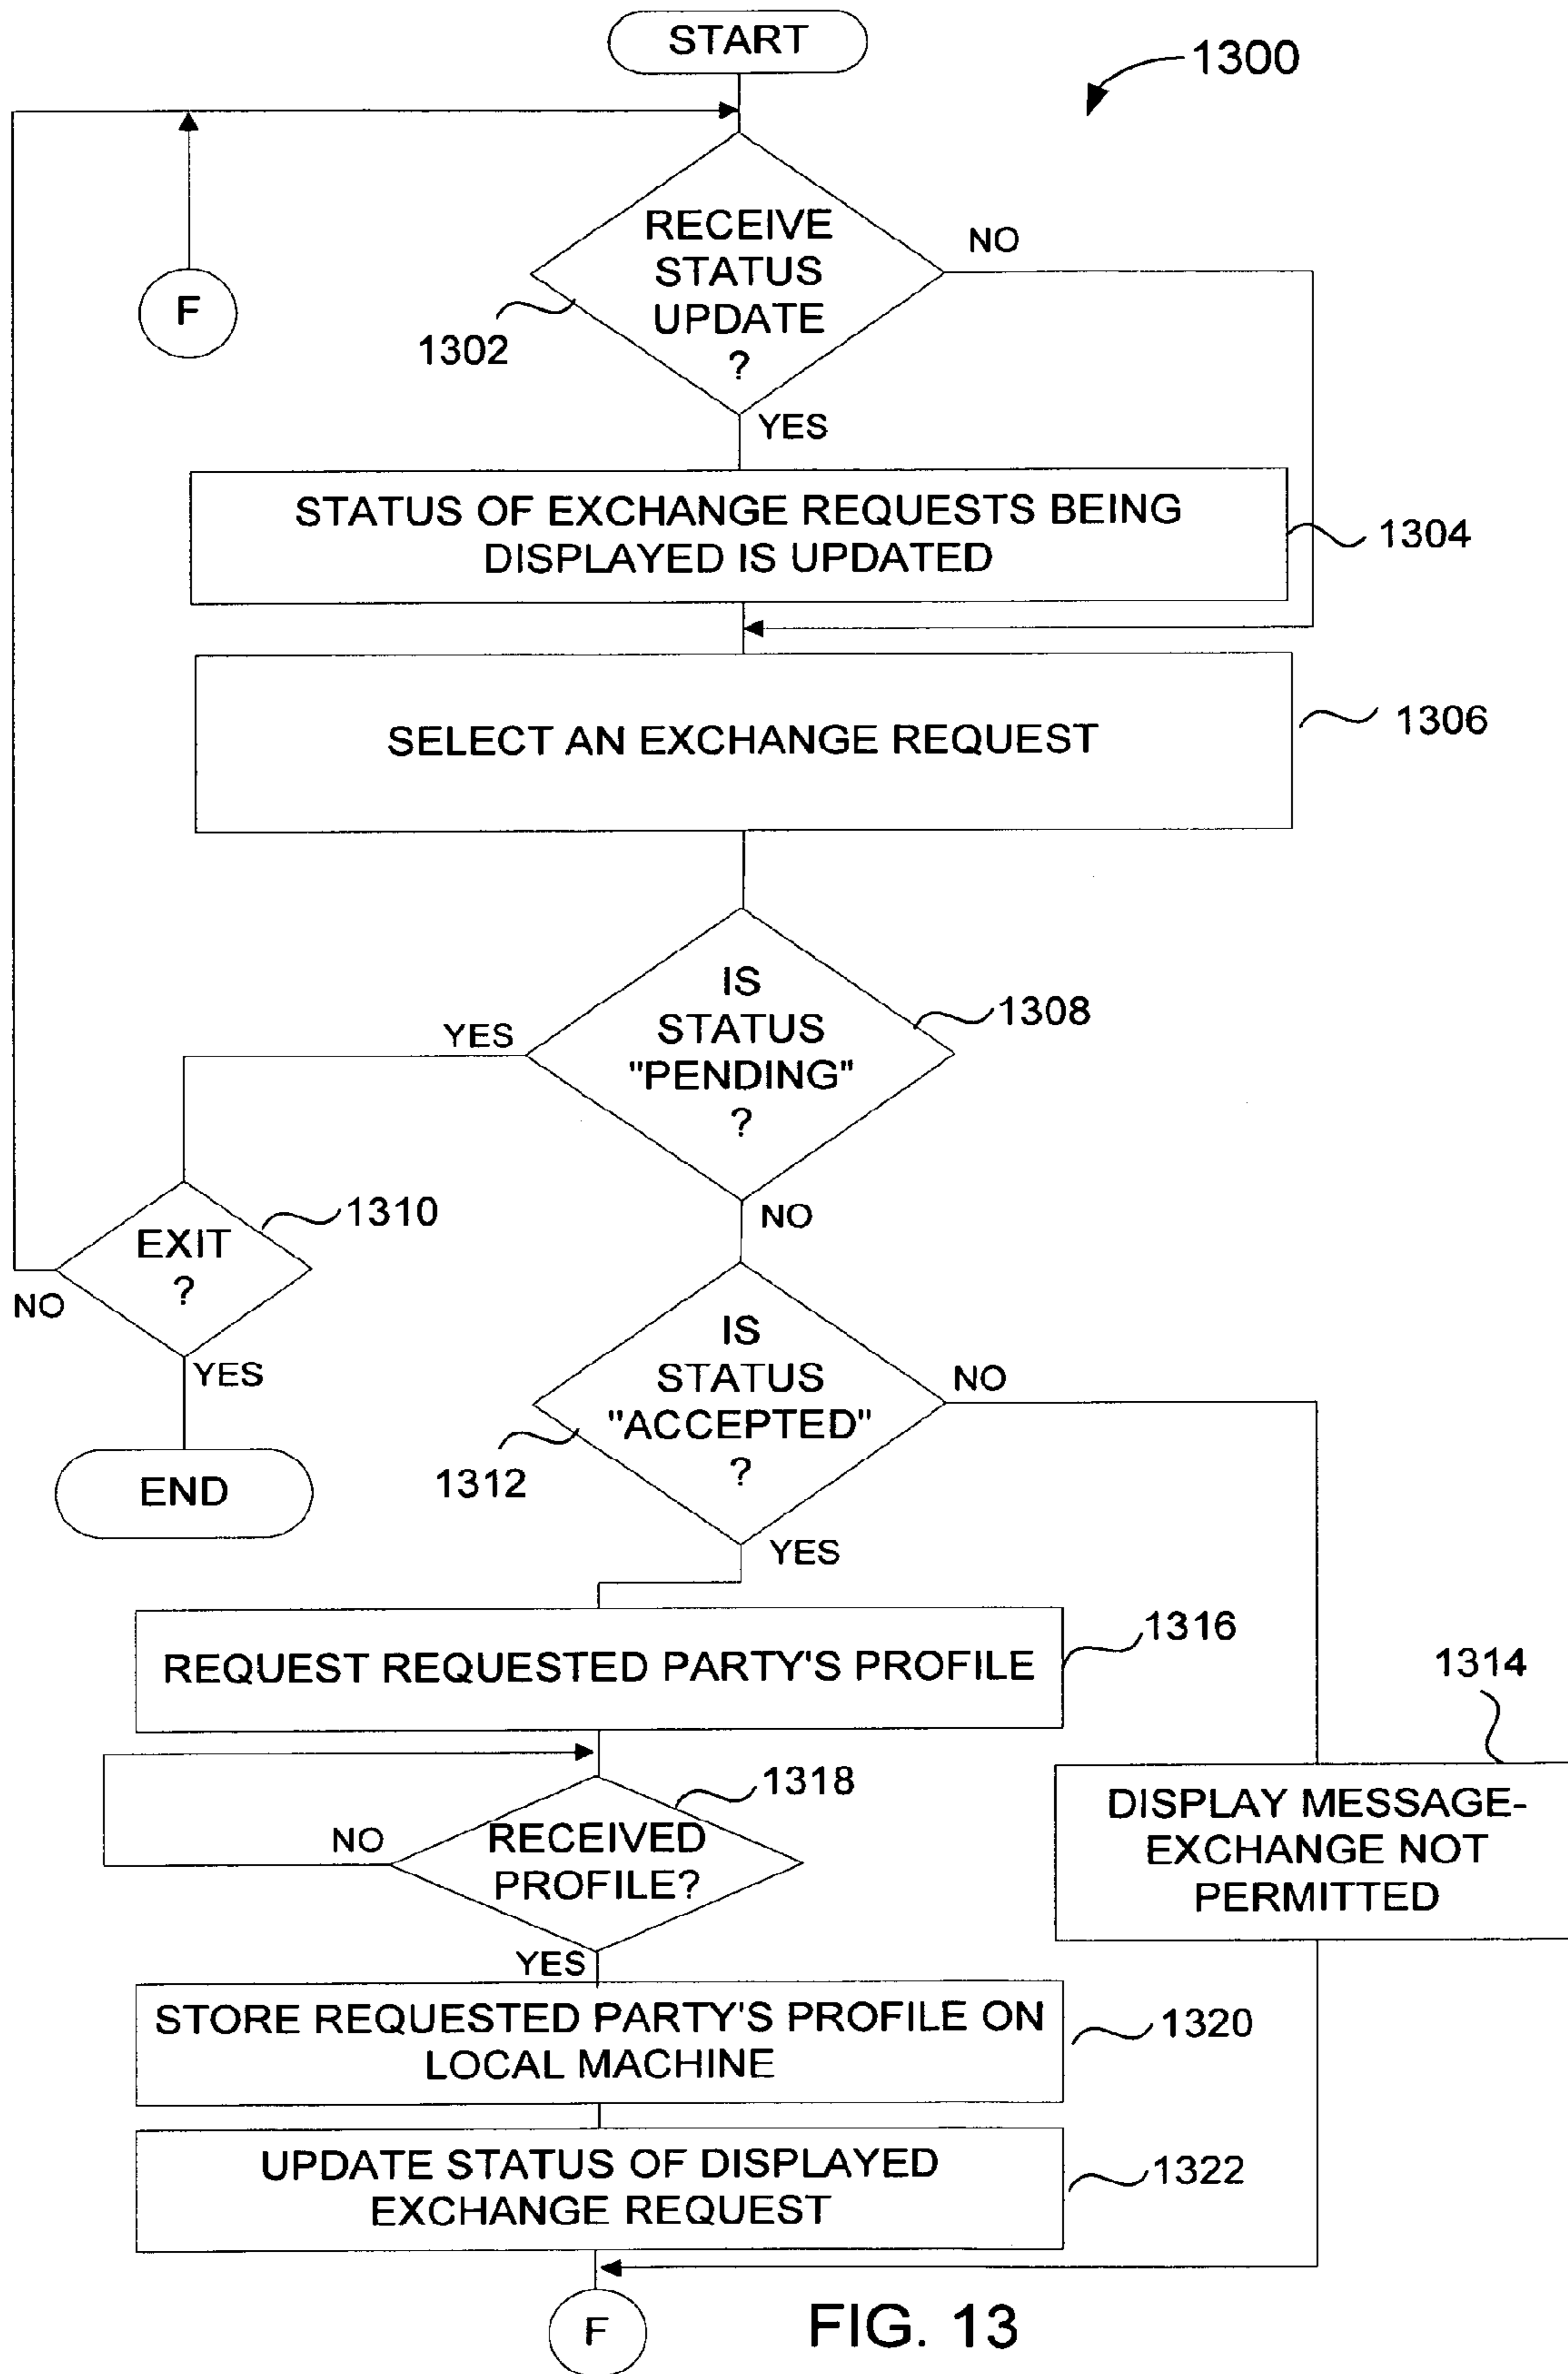 START
1300
F
RECEIVE
STATUS
UPDATE
?
NO
1302
YES
STATUS OF EXCHANGE REQUESTS BEING
DISPLAYED IS UPDATED
1304
SELECT AN EXCHANGE REQUEST
1306
IS
STATUS
"PENDING"
?
1308
YES
NO
EXIT
?
1310
NO
YES
END
IS
STATUS
"ACCEPTED"
?
NO
1312
YES
REQUEST REQUESTED PARTY'S PROFILE
1316
1314
RECEIVED
PROFILE?
1318
NO
YES
DISPLAY MESSAGE-
EXCHANGE NOT
PERMITTED
STORE REQUESTED PARTY'S PROFILE ON
LOCAL MACHINE
1320
UPDATE STATUS OF DISPLAYED
EXCHANGE REQUEST
1322
F
FIG. 13